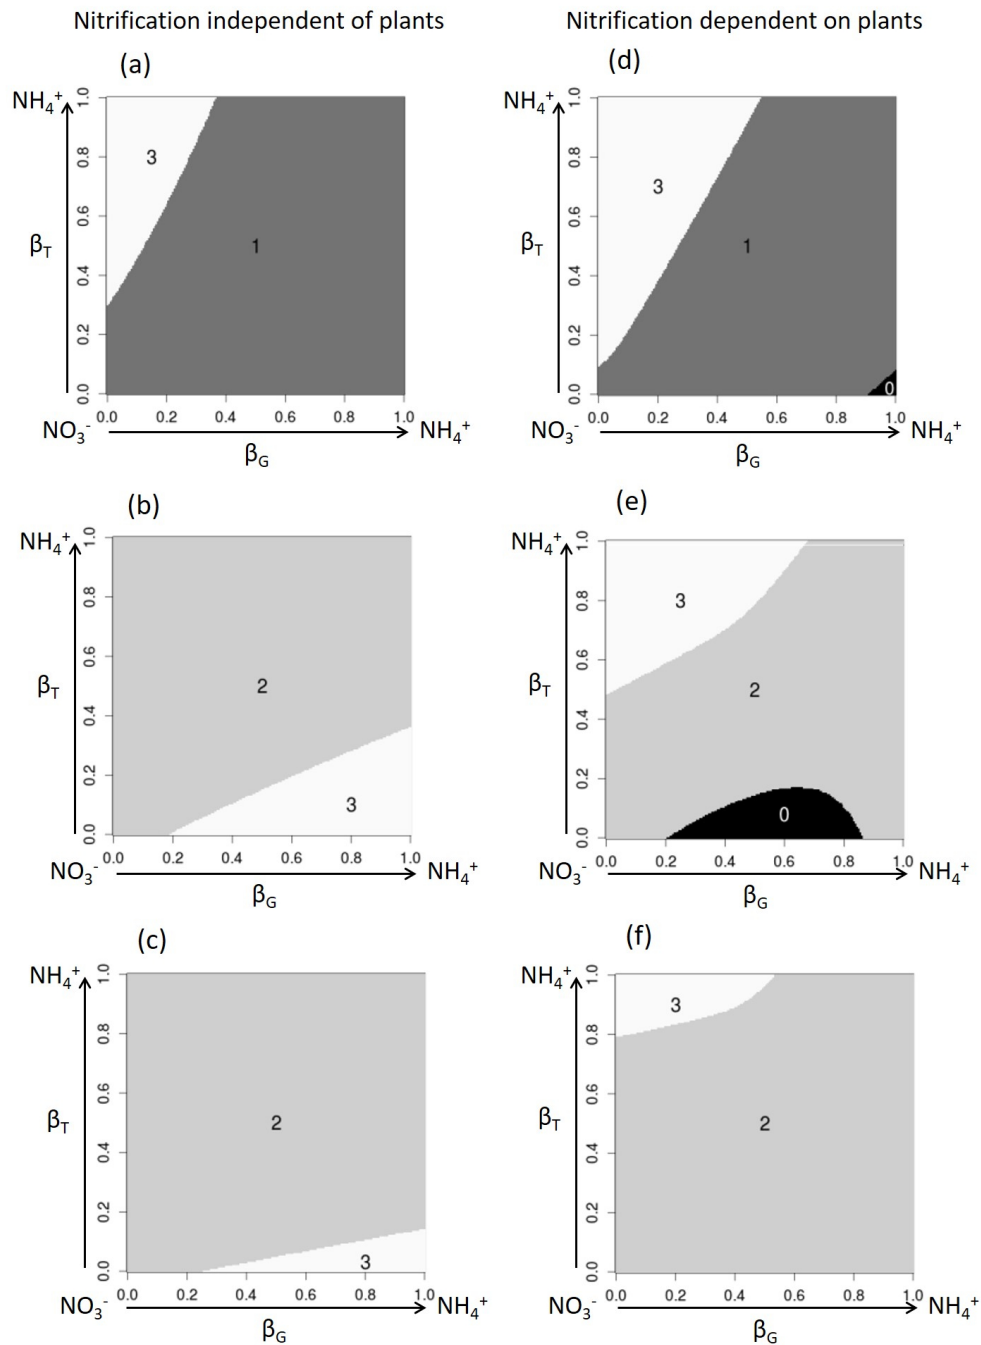 Nitrification independent of plants
Nitrification dependent on plants
(a)
NH₄⁺
1.0
0.8
0.6
0.4
0.2
0.0
βT
3
1
0.0 0.2 0.4 0.6 0.8 1.0
NO₃⁻
NH₄⁺
βG
(d)
NH₄⁺
1.0
0.8
0.6
0.4
0.2
0.0
βT
3
1
0
0.0 0.2 0.4 0.6 0.8 1.0
NO₃⁻
NH₄⁺
βG
(b)
NH₄⁺
1.0
0.8
0.6
0.4
0.2
0.0
βT
2
3
0.0 0.2 0.4 0.6 0.8 1.0
NO₃⁻
NH₄⁺
βG
(e)
NH₄⁺
1.0
0.8
0.6
0.4
0.2
0.0
βT
3
2
0
0.0 0.2 0.4 0.6 0.8 1.0
NO₃⁻
NH₄⁺
βG
(c)
NH₄⁺
1.0
0.8
0.6
0.4
0.2
0.0
βT
2
3
0.0 0.2 0.4 0.6 0.8 1.0
NO₃⁻
NH₄⁺
βG
(f)
NH₄⁺
1.0
0.8
0.6
0.4
0.2
0.0
βT
3
2
0.0 0.2 0.4 0.6 0.8 1.0
NO₃⁻
NH₄⁺
βG